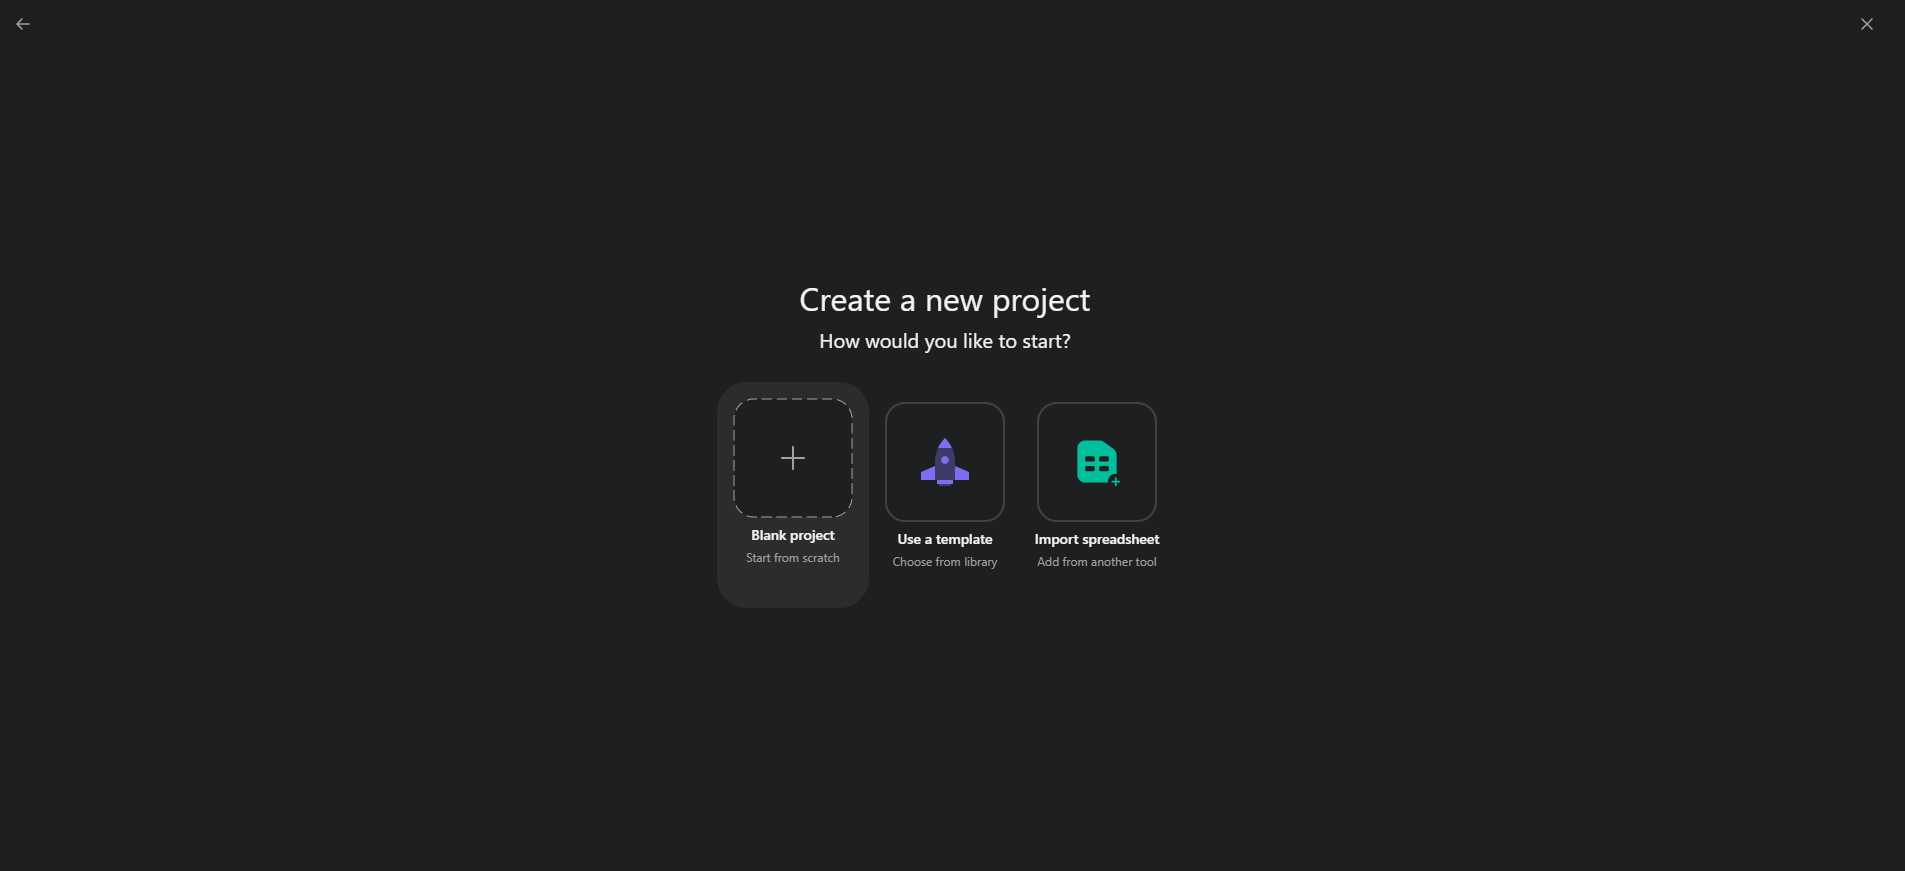 Create a new project
How would you like to start?
Blank project
Start from scratch
Use a template
Choose from library
Import spreadsheet
Add from another tool